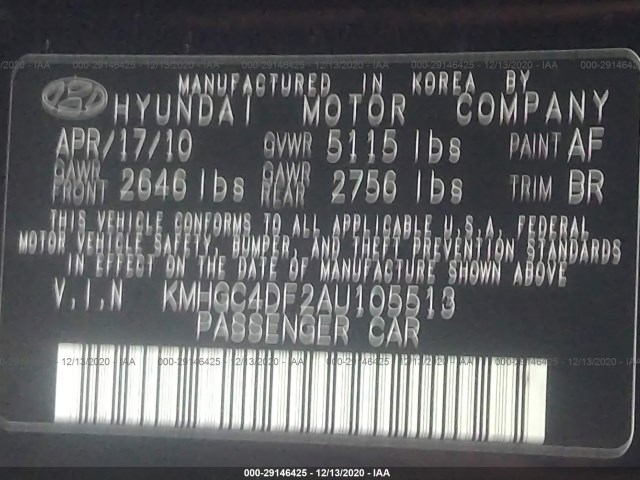 000-29146425 - 12/13/2020 - IAA
MANUFACTURED IN KOREA BY
HYUNDAI MOTOR COMPANY
APR/17/10 GVWR 5115 lbs PAINT AF
GAWR FRONT 2646 lbs GAWR REAR 2756 lbs TRIM BR
THIS VEHICLE CONFORMS TO ALL APPLICABLE U.S.A. FEDERAL
MOTOR VEHICLE SAFETY, BUMPER, AND THEFT PREVENTION STANDARDS
IN EFFECT ON THE DATE OF MANUFACTURE SHOWN ABOVE
V.I.N KMHGC4DF2AU105513
PASSENGER CAR
000-29146425 - 12/13/2020 - IAA
000-29146425 - 12/13/2020 - IAA